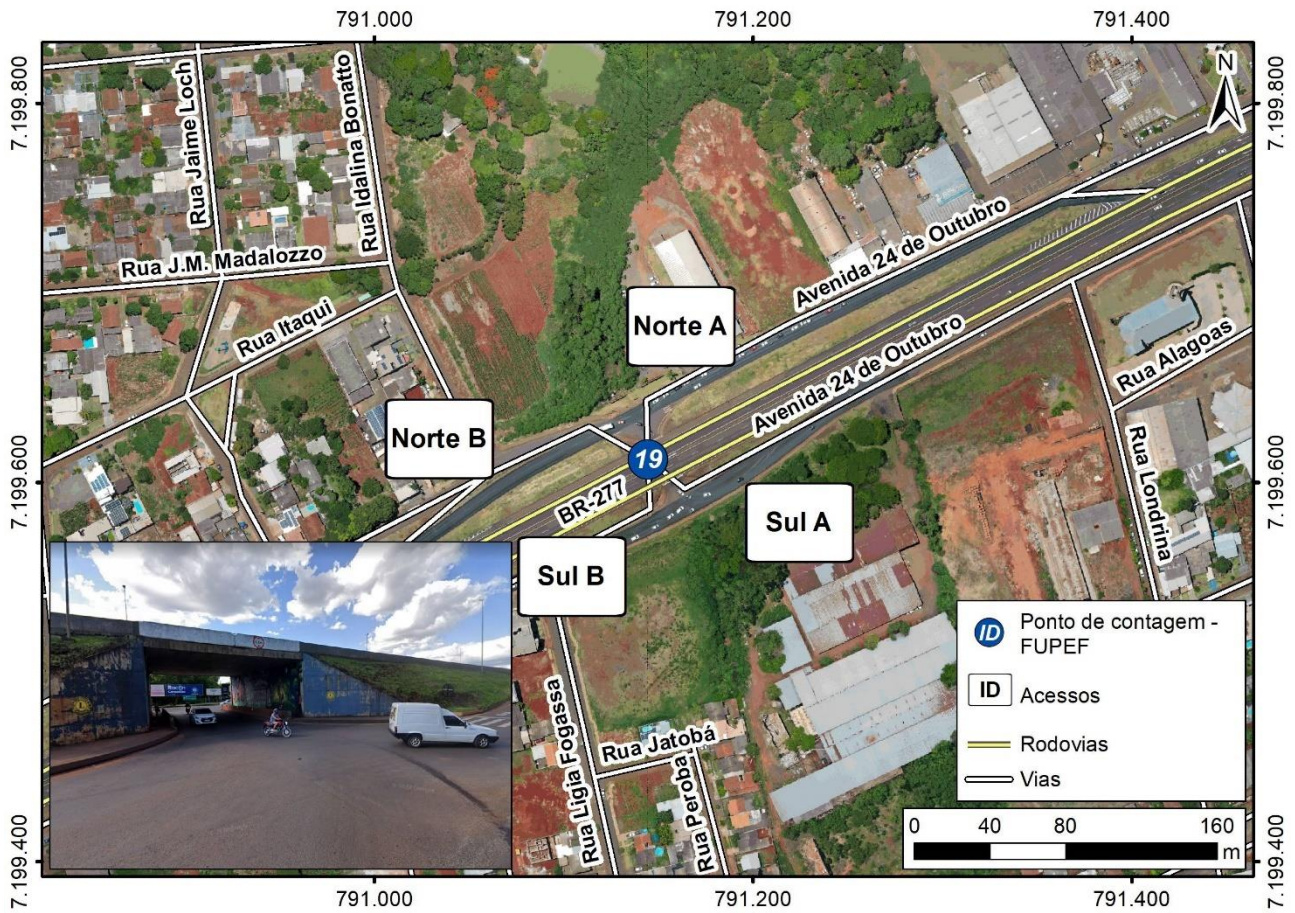 791.000
791.200
791.400
7.199.800
7.199.800
N
Rua Jaime Loch
Rua Idalina Bonatto
Rua J.M. Madalozzo
Rua Itaqui
Avenida 24 de Outubro
Norte A
Avenida 24 de Outubro
Rua Alagoas
Norte B
19
7.199.600
7.199.600
BR-277
Rua Londrina
Sul A
Sul B
Rua Ligia Fogassa
Rua Jatobá
Rua Peroba
ID
Ponto de contagem -
FUPEF
ID
Acessos
Rodovias
Vias
0
40
80
160
m
7.199.400
7.199.400
791.000
791.200
791.400